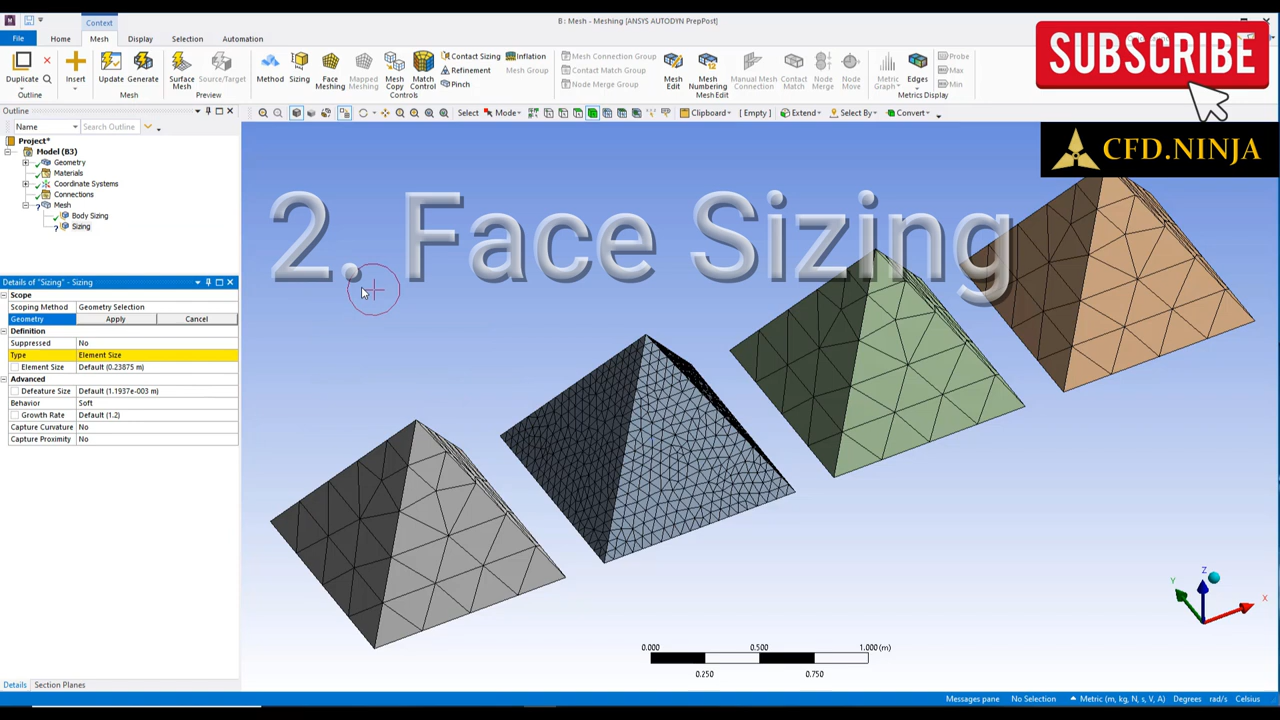 Context
B : Mesh - Meshing [ANSYS AUTODYN PrepPost]
File
Home
Mesh
Display
Selection
Automation
Duplicate
Outline
Insert
Update
Generate
Mesh
Surface Mesh
Source/Target
Preview
Method
Sizing
Face Meshing
Mapped Meshing
Mesh Copy
Match Control
Contact Sizing
Refinement
Pinch
Inflation
Mesh Group
Controls
Mesh Connection Group
Contact Match Group
Node Merge Group
Mesh Edit
Mesh Numbering
Manual Mesh Connection
Contact Match
Node Merge
Node Move
Mesh Edit
Metric Graph
Edges
Probe
Max
Min
Metrics Display
SUBSCRIBE
CFD.NINJA
Outline
Select
Mode
Clipboard
[ Empty ]
Extend
Select By
Convert
Name
Search Outline
Project*
Model (B3)
Geometry
Materials
Coordinate Systems
Connections
Mesh
Body Sizing
Sizing
2. Face Sizing
Details of "Sizing" - Sizing
Scope
Scoping Method Geometry Selection
Geometry Apply Cancel
Definition
Suppressed No
Type Element Size
Element Size Default (0.23875 m)
Advanced
Defeature Size Default (1.1937e-003 m)
Behavior Soft
Growth Rate Default (1.2)
Capture Curvature No
Capture Proximity No
Z
Y
X
0.000 0.500 1.000 (m)
0.250 0.750
Details Section Planes
Messages pane No Selection Metric (m, kg, N, s, V, A) Degrees rad/s Celsius